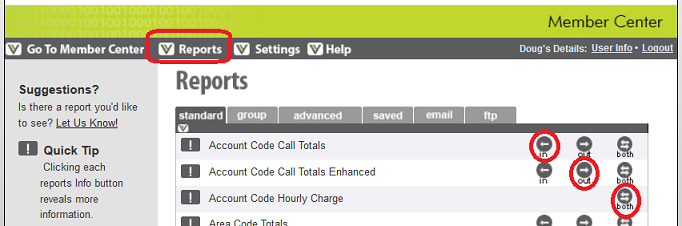 Member Center
Go To Member Center Reports Settings Help Doug's Details: User Info • Logout
Suggestions?
Is there a report you'd like
to see? Let Us Know!
! Quick Tip
Clicking each
reports Info button
reveals more
information.
Reports
standard group advanced saved email ftp
! Account Code Call Totals in out both
! Account Code Call Totals Enhanced in out both
! Account Code Hourly Charge both
! Area Code Totals